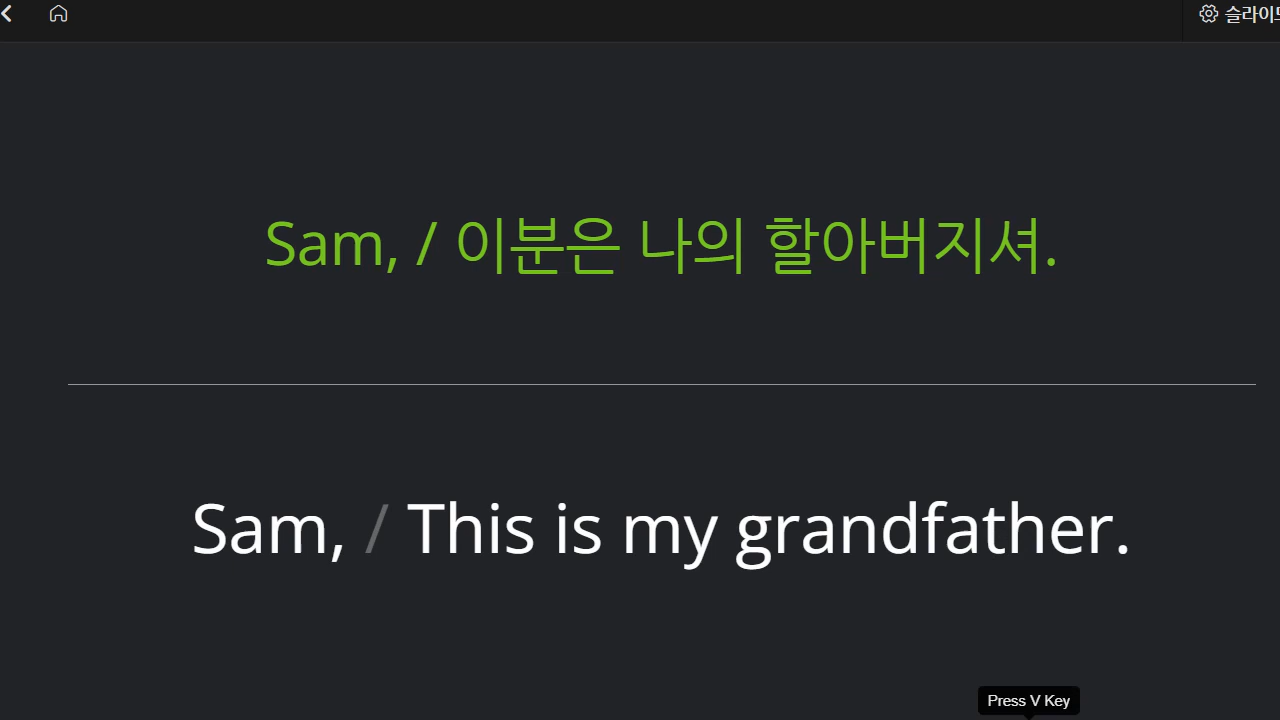 슬라이드
Sam, / 이분은 나의 할아버지셔.
Sam, / This is my grandfather.
Press V Key